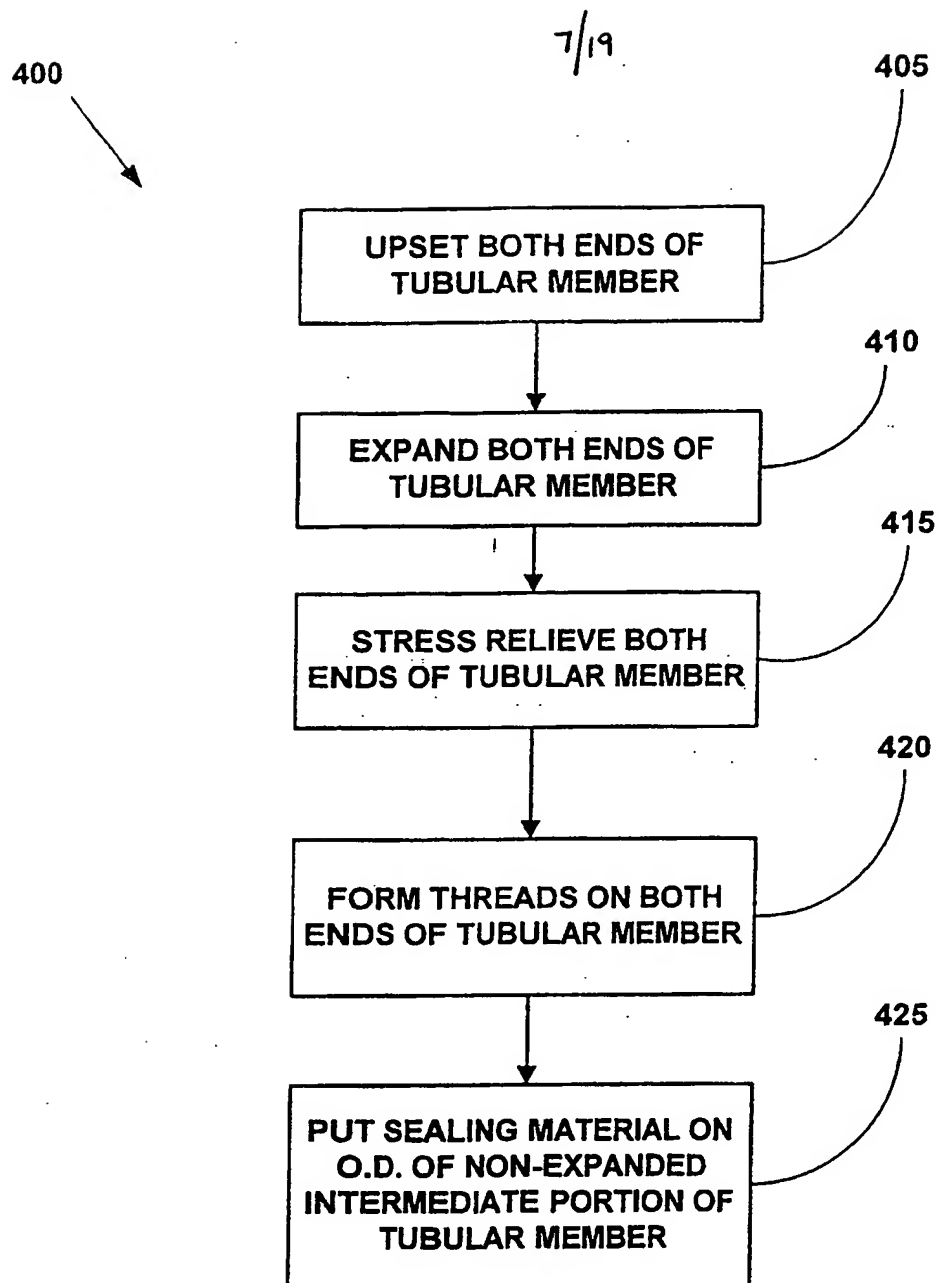 7/19
400
405
UPSET BOTH ENDS OF
TUBULAR MEMBER
410
EXPAND BOTH ENDS OF
TUBULAR MEMBER
415
STRESS RELIEVE BOTH
ENDS OF TUBULAR MEMBER
420
FORM THREADS ON BOTH
ENDS OF TUBULAR MEMBER
425
PUT SEALING MATERIAL ON
O.D. OF NON-EXPANDED
INTERMEDIATE PORTION OF
TUBULAR MEMBER